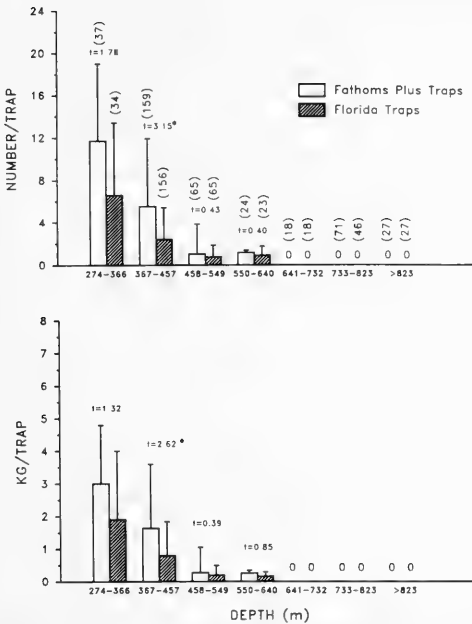 NUMBER/TRAP
24
20
16
12
8
4
0
(37)
t=1 78
(34)
(159)
t=3 15*
(156)
(65) (65)
t=0 43
(24) (23)
t=0 40
(18) (18)
(71) (46)
(27) (27)
0 0 0 0 0 0
Fathoms Plus Traps
Florida Traps
274-366 367-457 458-549 550-640 641-732 733-823 >823
KG/TRAP
8
7
6
5
4
3
2
1
0
t=1 32
t=2 62*
t=0.39
t=0.85
0 0 0 0 0 0
274-366 367-457 458-549 550-640 641-732 733-823 >823
DEPTH (m)